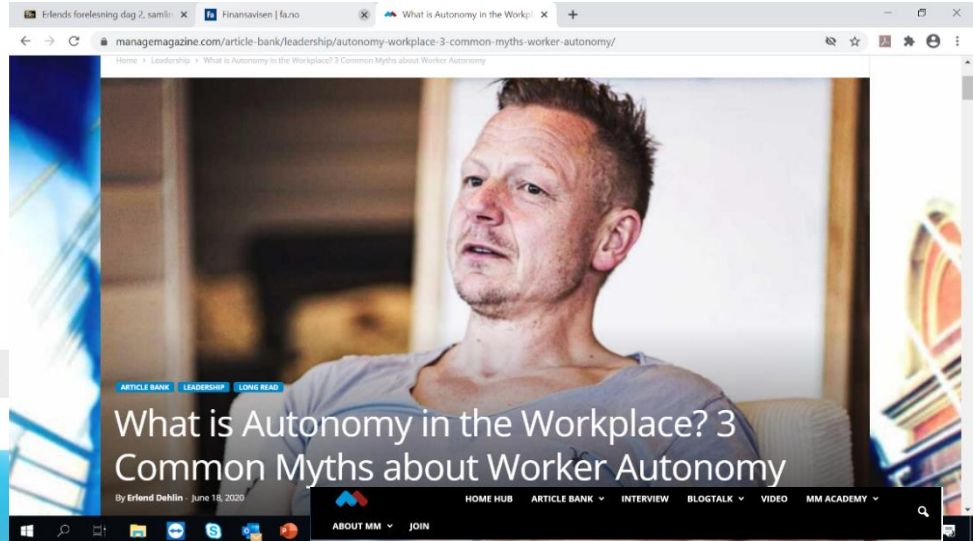 Erlends forelesning dag 2, samlin
Finansavisen | fa.no
What is Autonomy in the Workpl
managemagazine.com/article-bank/leadership/autonomy-workplace-3-common-myths-worker-autonomy/
Home > Leadership > What is Autonomy in the Workplace? 3 Common Myths about Worker Autonomy
ARTICLE BANK LEADERSHIP LONG READ
What is Autonomy in the Workplace? 3
Common Myths about Worker Autonomy
By Erlend Dehlin - June 18, 2020
HOME HUB ARTICLE BANK INTERVIEW BLOGTALK VIDEO MM ACADEMY
ABOUT MM JOIN